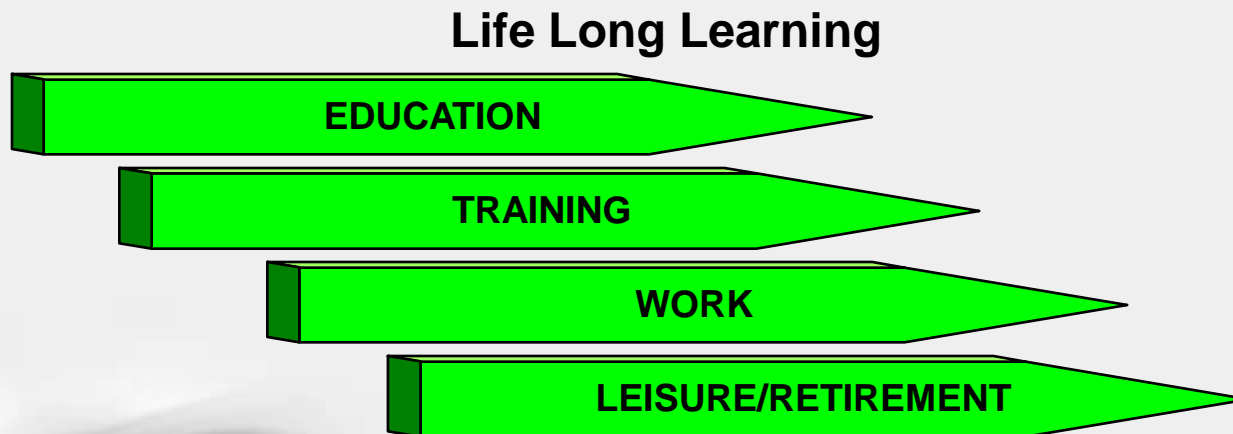 Life Long Learning
EDUCATION
TRAINING
WORK
LEISURE/RETIREMENT